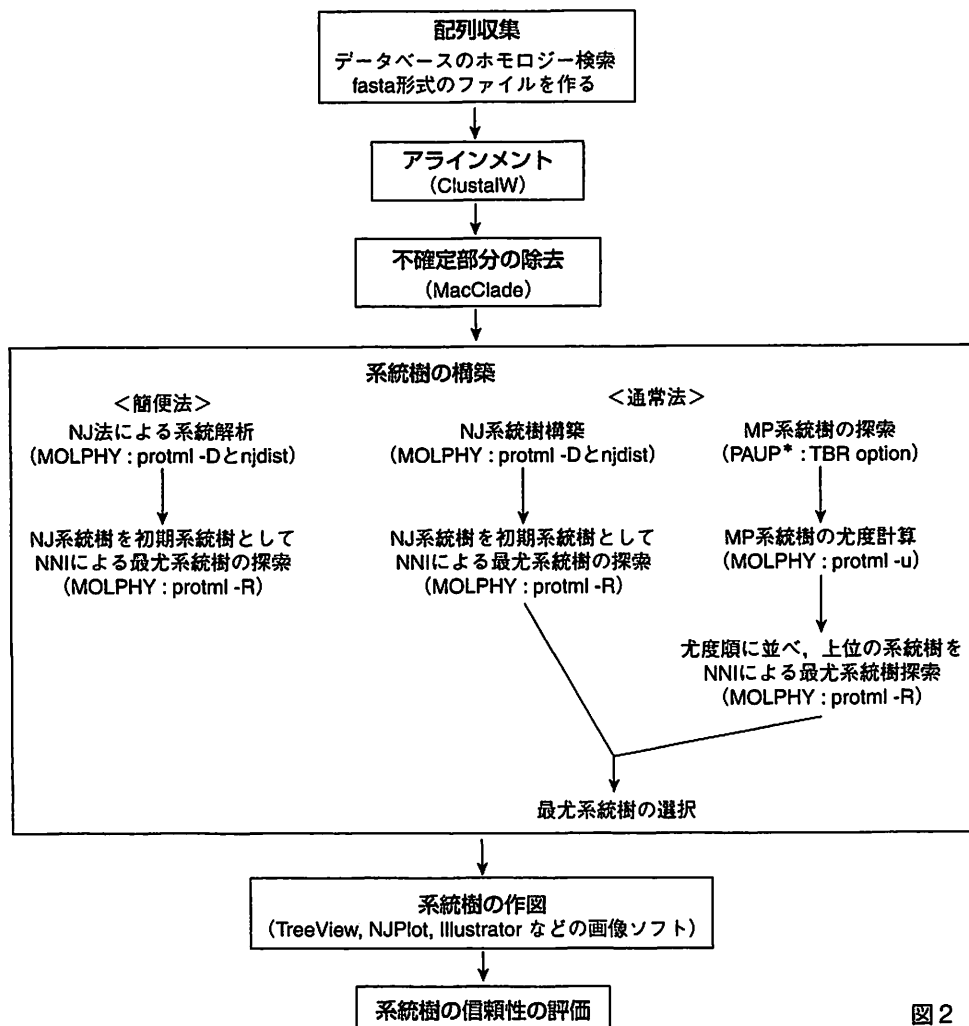 配列収集
データベースのホモロジー検索
fasta形式のファイルを作る
アラインメント
(ClustalW)
不確定部分の除去
(MacClade)
系統樹の構築
＜簡便法＞
NJ法による系統解析
(MOLPHY : protml -Dとnjdist)
NJ系統樹を初期系統樹として
NNIによる最尤系統樹の探索
(MOLPHY : protml -R)
＜通常法＞
NJ系統樹構築
(MOLPHY : protml -Dとnjdist)
NJ系統樹を初期系統樹として
NNIによる最尤系統樹の探索
(MOLPHY : protml -R)
MP系統樹の探索
(PAUP* : TBR option)
MP系統樹の尤度計算
(MOLPHY : protml -u)
尤度順に並べ，上位の系統樹を
NNIによる最尤系統樹探索
(MOLPHY : protml -R)
最尤系統樹の選択
系統樹の作図
(TreeView, NJPlot, Illustrator などの画像ソフト)
系統樹の信頼性の評価
図2